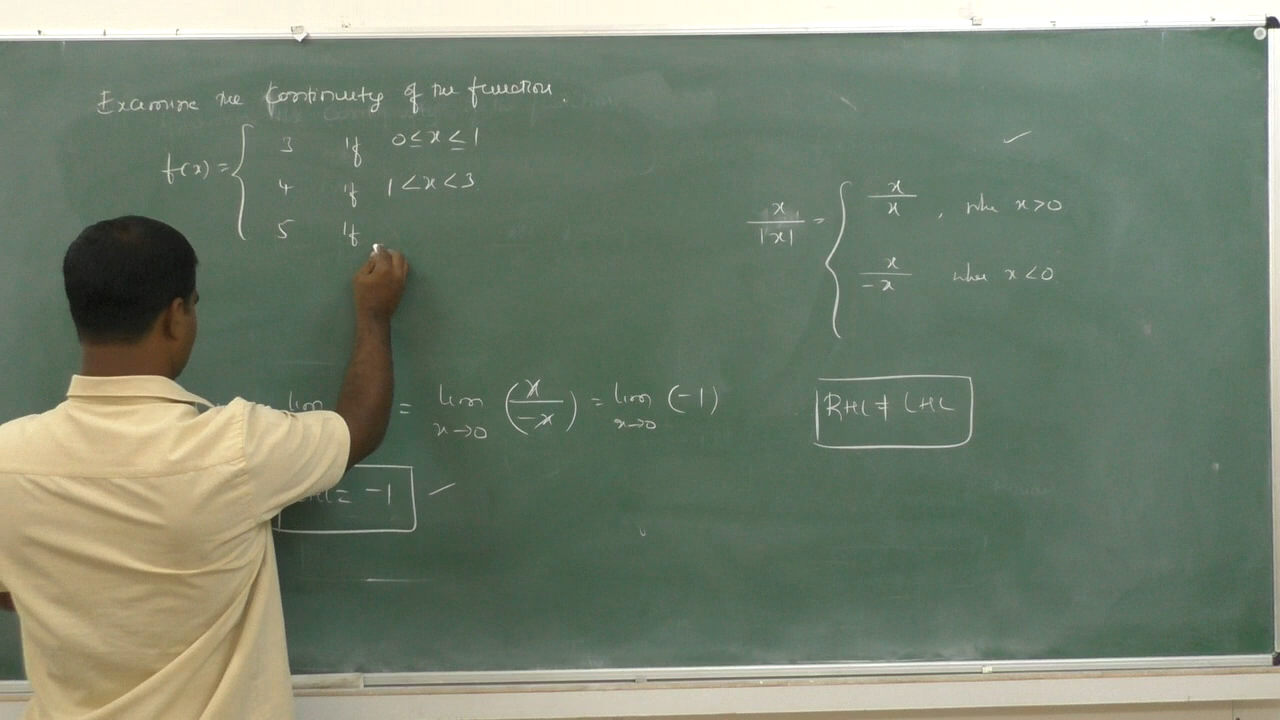 Examine the continuity of the function.
f(x) = { 3 if 0 ≤ x ≤ 1
4 if 1 < x < 3
5 if
x/|x| = { x/x , when x > 0
x/-x when x < 0
lim = lim x→0 (x/-x) = lim x→0 (-1)
RHL ≠ LHL
= -1